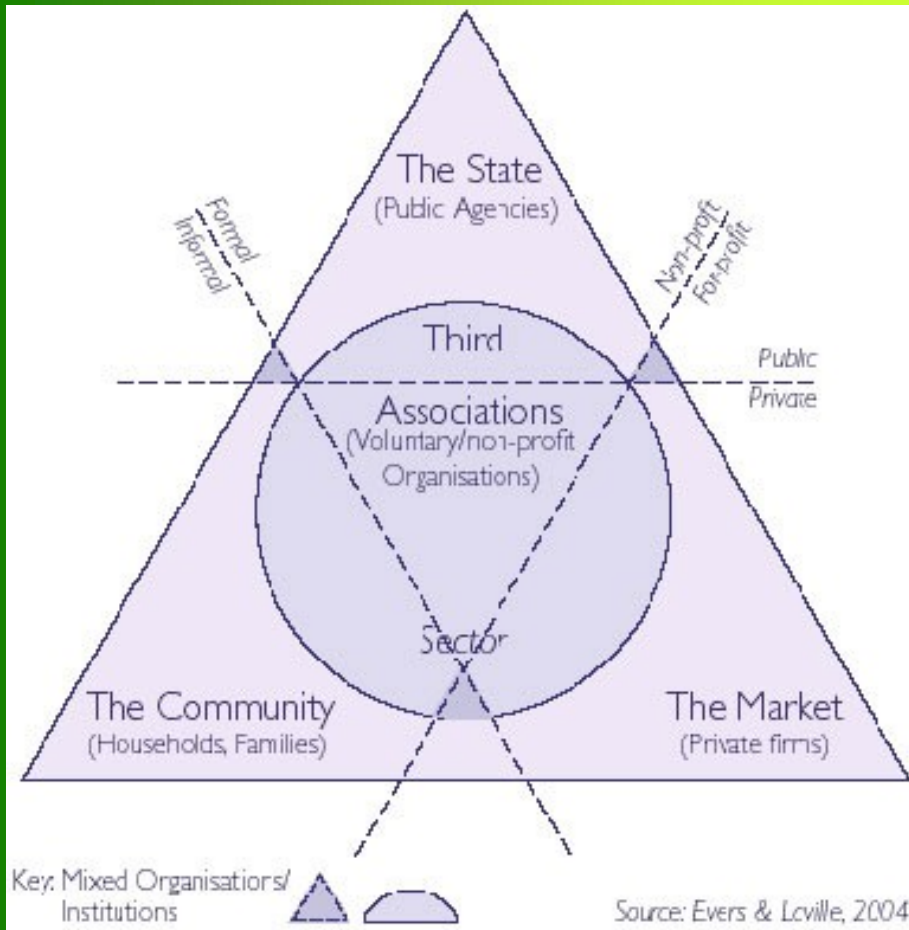 The State
(Public Agencies)
Formal
Informal
Non-profit
For-profit
Third
Public
Private
Associations
(Voluntary/non-profit
Organisations)
Sector
The Community
(Households, Families)
The Market
(Private firms)
Key: Mixed Organisations/
Institutions
Source: Evers & Loville, 2004